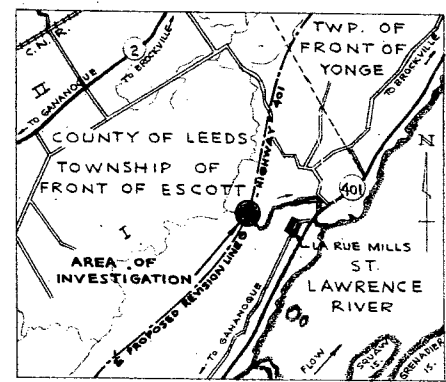 C.N.R.
2
TO BROCKVILLE
TO GANANOQUE
II
TWP. OF
FRONT OF
YONGE
TO BROCKVILLE
COUNTY OF LEEDS
TOWNSHIP OF
FRONT OF ESCOTT
HIGHWAY 401
N
401
I
AREA OF
INVESTIGATION
PROPOSED REVISION LINE G
LA RUE MILLS
ST.
LAWRENCE
RIVER
TO GANANOQUE
FLOW
SQUAW
IS.
GRENADIER
IS.